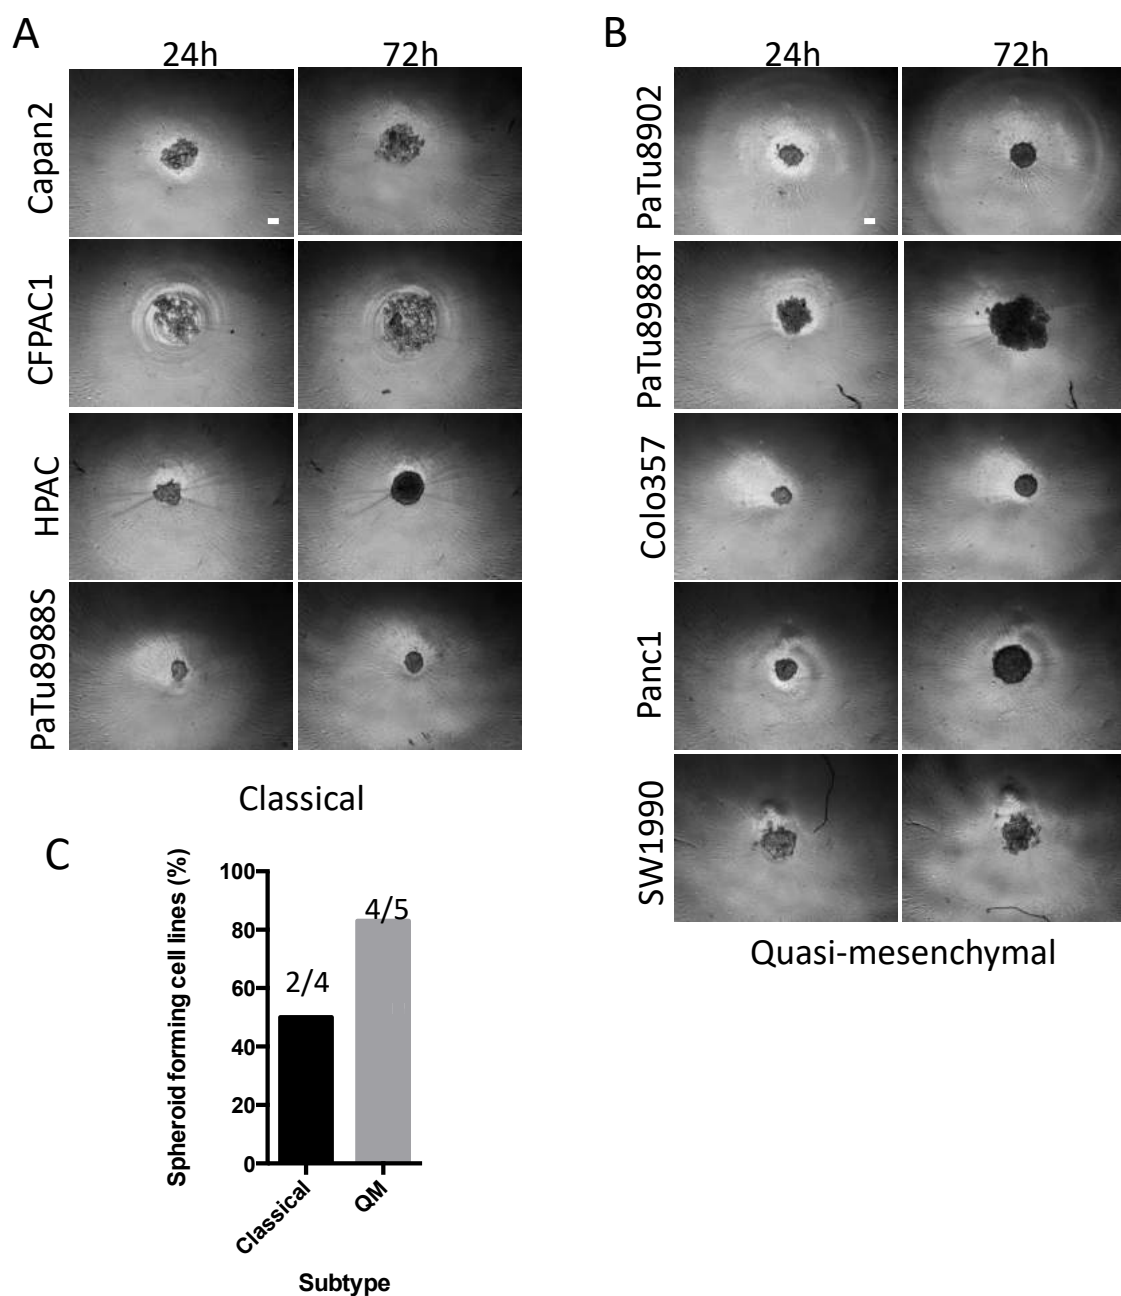 A
24h
72h
Capan2
CFPAC1
HPAC
PaTu8988S
Classical
B
24h
72h
PaTu8902
PaTu8988T
Colo357
Panc1
SW1990
Quasi-mesenchymal
C
Spheroid forming cell lines (%)
100
80
60
40
20
0
2/4
4/5
Classical
QM
Subtype